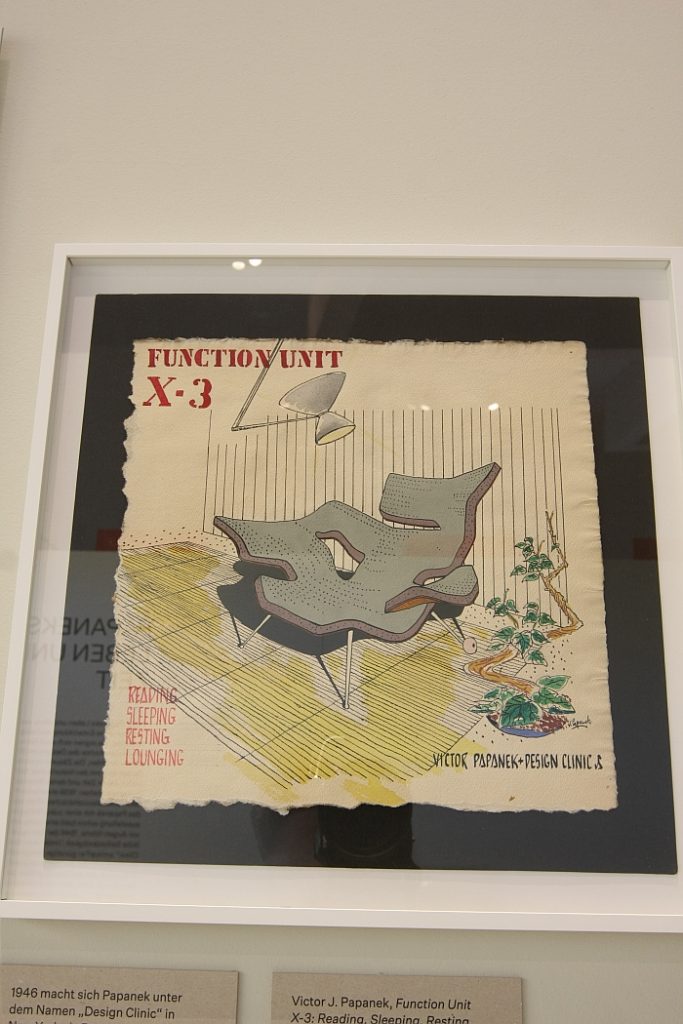 FUNCTION UNIT
X-3
READING
SLEEPING
RESTING
LOUNGING
VICTOR PAPANEK+DESIGN CLINIC
1946 macht sich Papanek unter
dem Namen „Design Clinic“ in
Victor J. Papanek, Function Unit
X-3: Reading, Sleeping, Resting